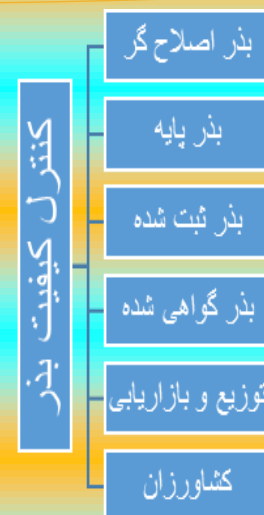 کنترل کیفیت بذر
بذر اصلاح گر
بذر پایه
بذر ثبت شده
بذر گواهی شده
توزیع و بازاریابی
کشاورزان